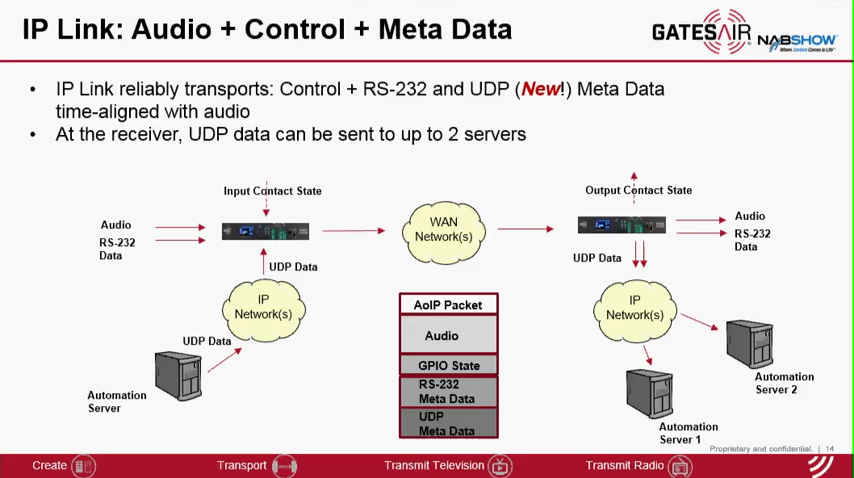 IP Link: Audio + Control + Meta Data
GATESAIR
NABSHOW
Where Content Comes to Life
• IP Link reliably transports: Control + RS-232 and UDP (New!) Meta Data
time-aligned with audio
• At the receiver, UDP data can be sent to up to 2 servers
Input Contact State
Output Contact State
Audio
RS-232
Data
WAN
Network(s)
Audio
RS-232
Data
UDP Data
UDP Data
IP
Network(s)
IP
Network(s)
UDP Data
AoIP Packet
Audio
GPIO State
RS-232
Meta Data
UDP
Meta Data
Automation
Server
Automation
Server 2
Automation
Server 1
Proprietary and confidential. | 14
Create
Transport
Transmit Television
Transmit Radio